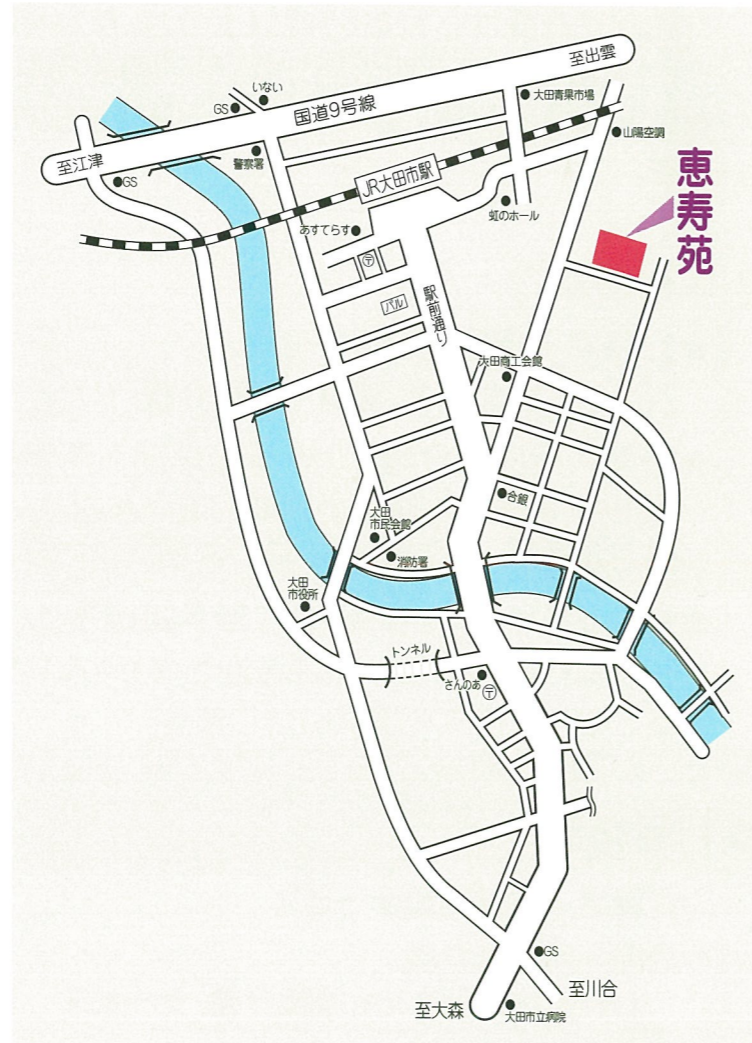 至出雲
いない
GS
国道9号線
大田青果市場
山陽空調
至江津
GS
警察署
JR大田市駅
恵寿苑
あすてらす
虹のホール
〒
パル
駅前通り
大田商工会館
合銀
大田
市民会館
消防署
大田
市役所
トンネル
さんのあ
〒
GS
至川合
至大森
大田市立病院